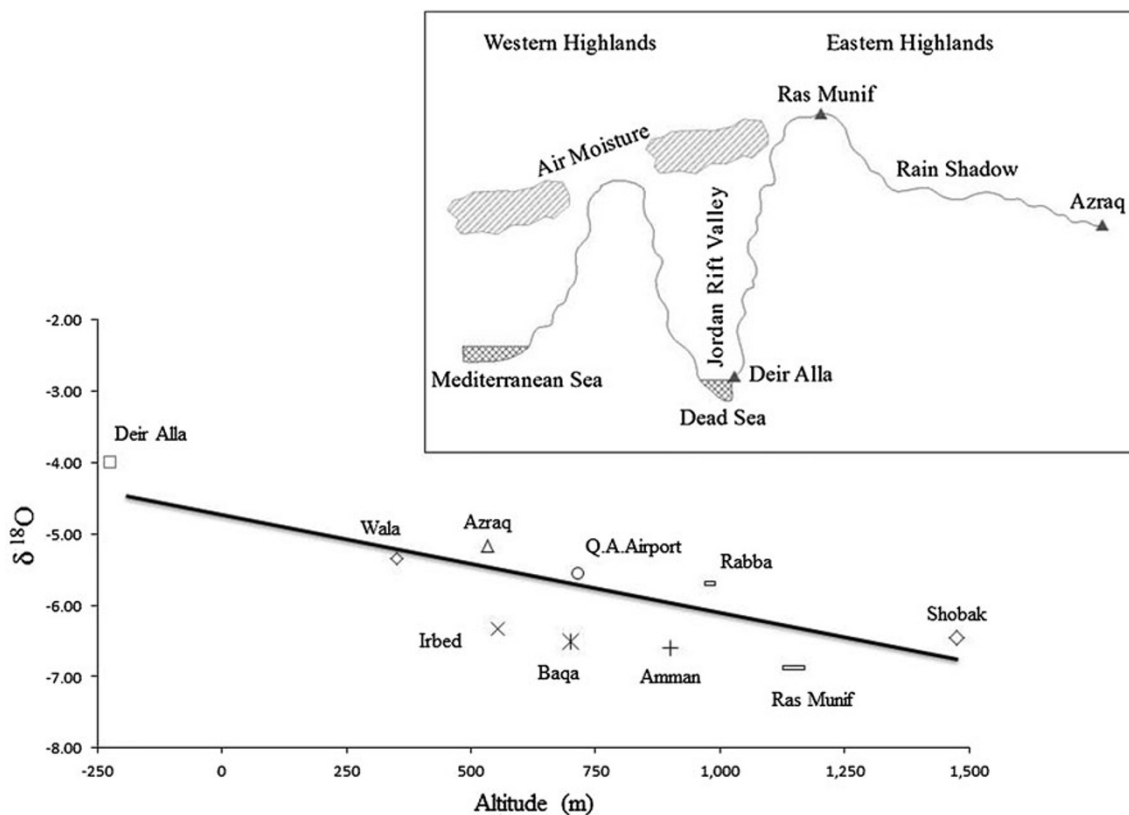 Western Highlands
Eastern Highlands
Ras Munif
Air Moisture
Rain Shadow
Azraq
Jordan Rift Valley
Mediterranean Sea
Deir Alla
Dead Sea
-2.00
-3.00
-4.00
-5.00
-6.00
-7.00
-8.00
δ 18O
Deir Alla
Wala
Azraq
Q.A.Airport
Rabba
Shobak
Irbed
Baqa
Amman
Ras Munif
-250
0
250
500
750
1,000
1,250
1,500
Altitude (m)